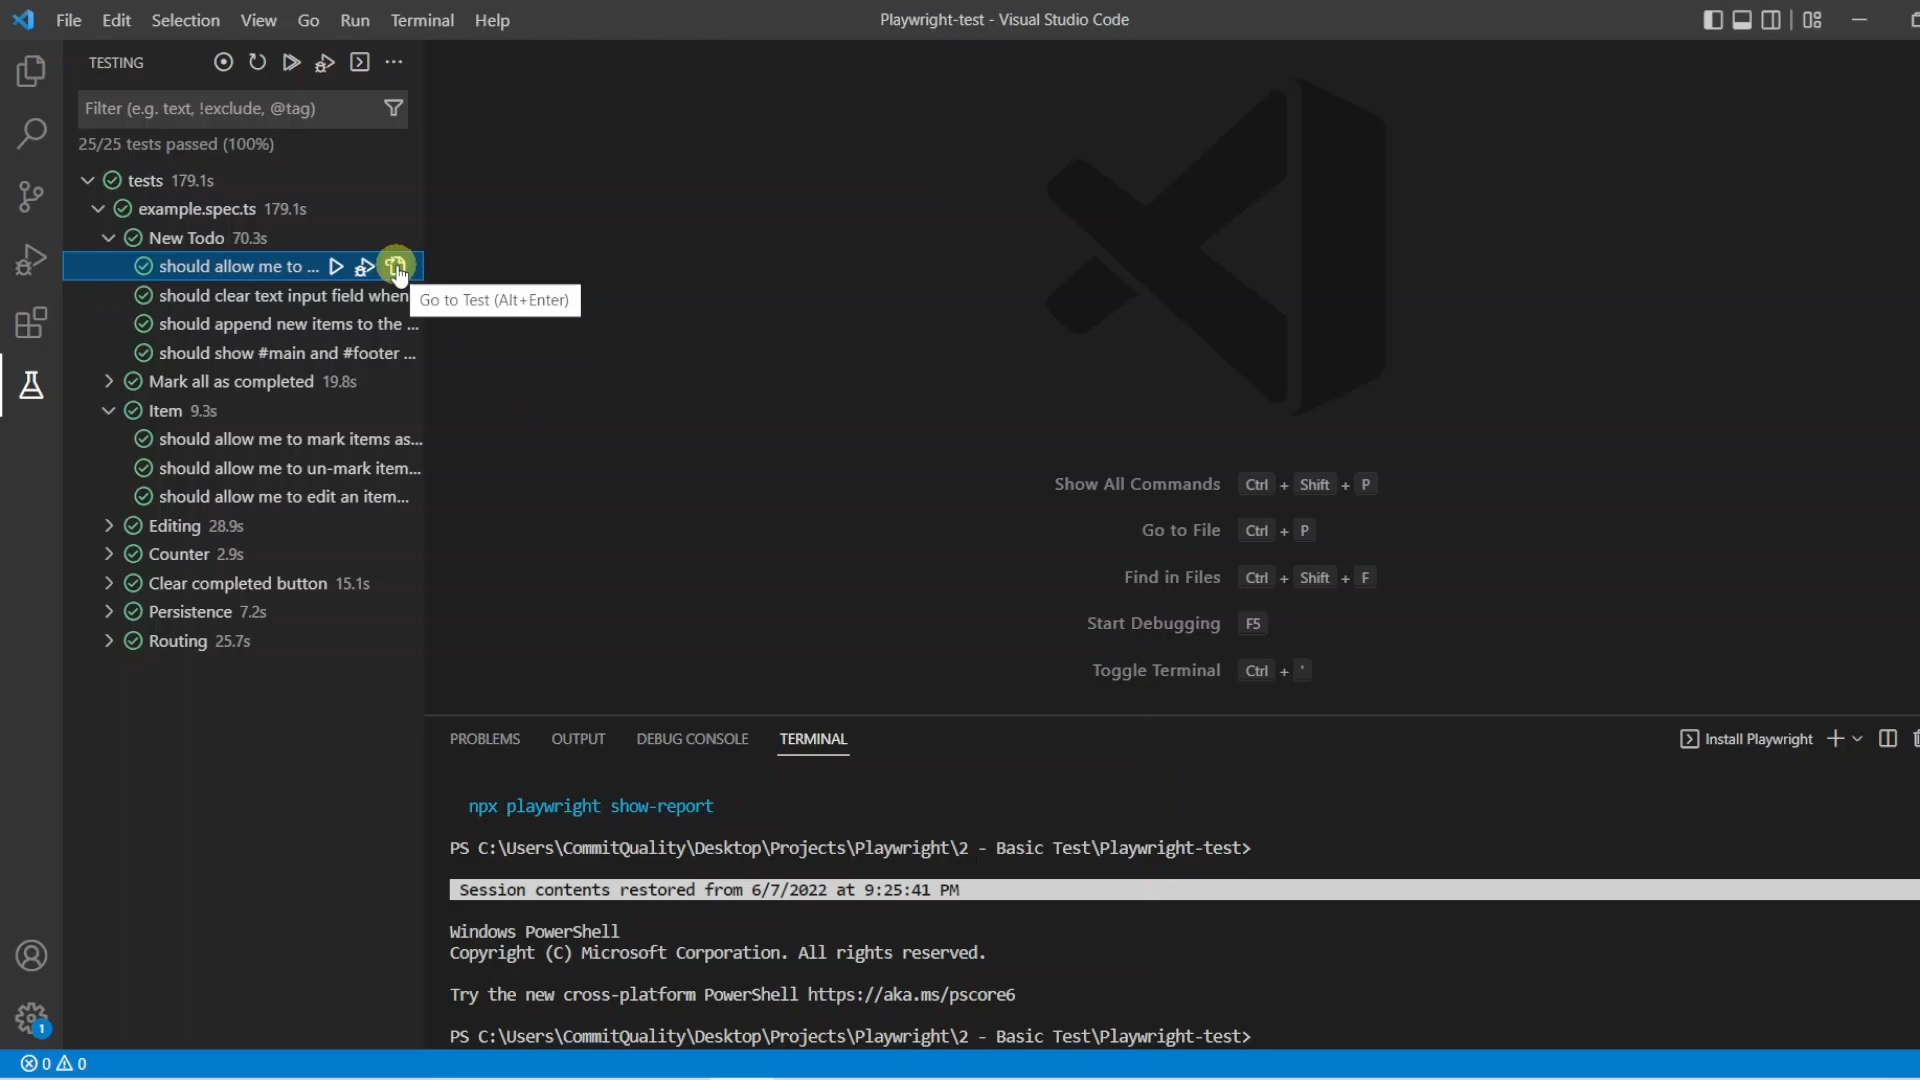 File Edit Selection View Go Run Terminal Help
Playwright-test - Visual Studio Code
TESTING
Filter (e.g. text, !exclude, @tag)
25/25 tests passed (100%)
tests 179.1s
example.spec.ts 179.1s
New Todo 70.3s
should allow me to ...
should clear text input field when
Go to Test (Alt+Enter)
should append new items to the ...
should show #main and #footer ...
Mark all as completed 19.8s
Item 9.3s
should allow me to mark items as...
should allow me to un-mark item...
should allow me to edit an item...
Editing 28.9s
Counter 2.9s
Clear completed button 15.1s
Persistence 7.2s
Routing 25.7s
Show All Commands Ctrl + Shift + P
Go to File Ctrl + P
Find in Files Ctrl + Shift + F
Start Debugging F5
Toggle Terminal Ctrl + '
PROBLEMS OUTPUT DEBUG CONSOLE TERMINAL
Install Playwright
npx playwright show-report
PS C:\Users\CommitQuality\Desktop\Projects\Playwright\2 - Basic Test\Playwright-test>
Session contents restored from 6/7/2022 at 9:25:41 PM
Windows PowerShell
Copyright (C) Microsoft Corporation. All rights reserved.
Try the new cross-platform PowerShell https://aka.ms/pscore6
PS C:\Users\CommitQuality\Desktop\Projects\Playwright\2 - Basic Test\Playwright-test>
1
0 0